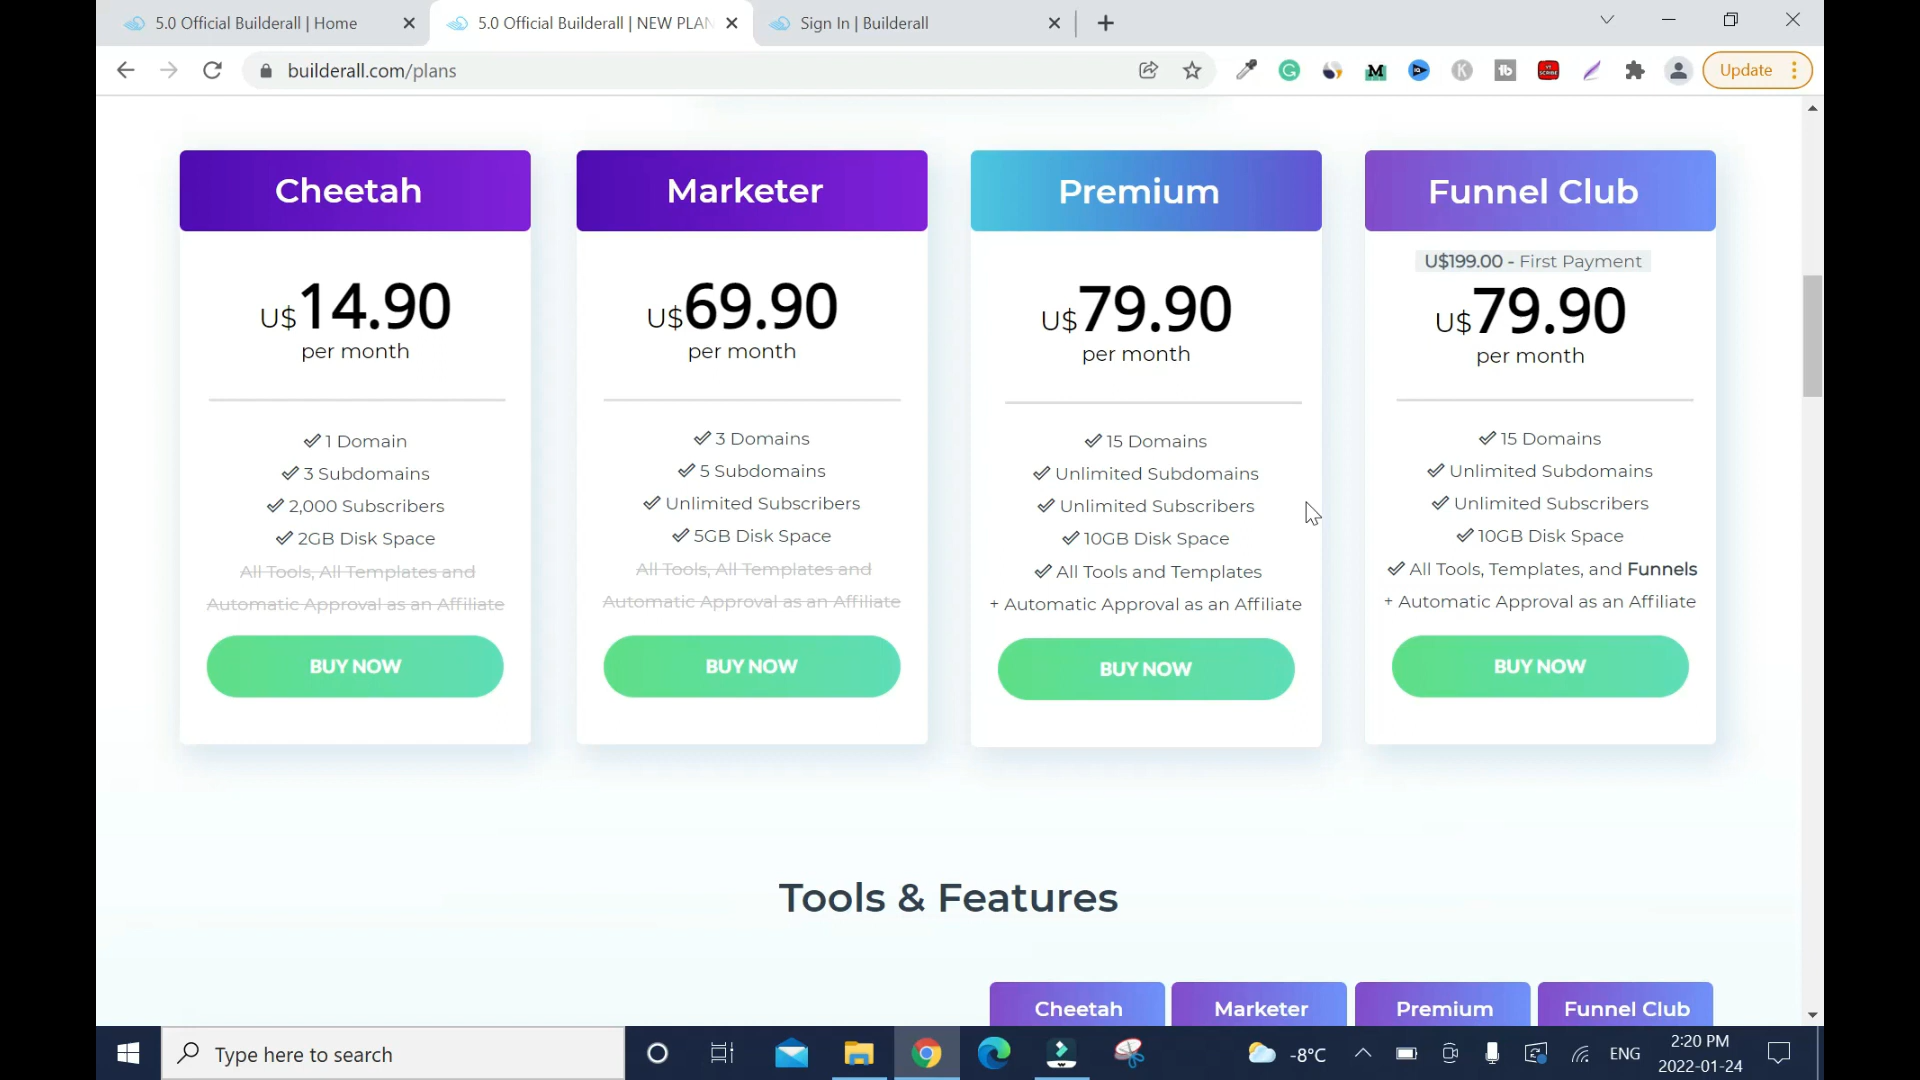 5.0 Official Builderall | Home
5.0 Official Builderall | NEW PLAN
Sign In | Builderall
builderall.com/plans
Update
Cheetah
U$14.90
per month
1 Domain
3 Subdomains
2,000 Subscribers
2GB Disk Space
All Tools, All Templates and
Automatic Approval as an Affiliate
BUY NOW
Marketer
U$69.90
per month
3 Domains
5 Subdomains
Unlimited Subscribers
5GB Disk Space
All Tools, All Templates and
Automatic Approval as an Affiliate
BUY NOW
Premium
U$79.90
per month
15 Domains
Unlimited Subdomains
Unlimited Subscribers
10GB Disk Space
All Tools and Templates
+ Automatic Approval as an Affiliate
BUY NOW
Funnel Club
U$199.00 - First Payment
U$79.90
per month
15 Domains
Unlimited Subdomains
Unlimited Subscribers
10GB Disk Space
All Tools, Templates, and Funnels
+ Automatic Approval as an Affiliate
BUY NOW
Tools & Features
Cheetah
Marketer
Premium
Funnel Club
Type here to search
-8°C
ENG
2:20 PM
2022-01-24